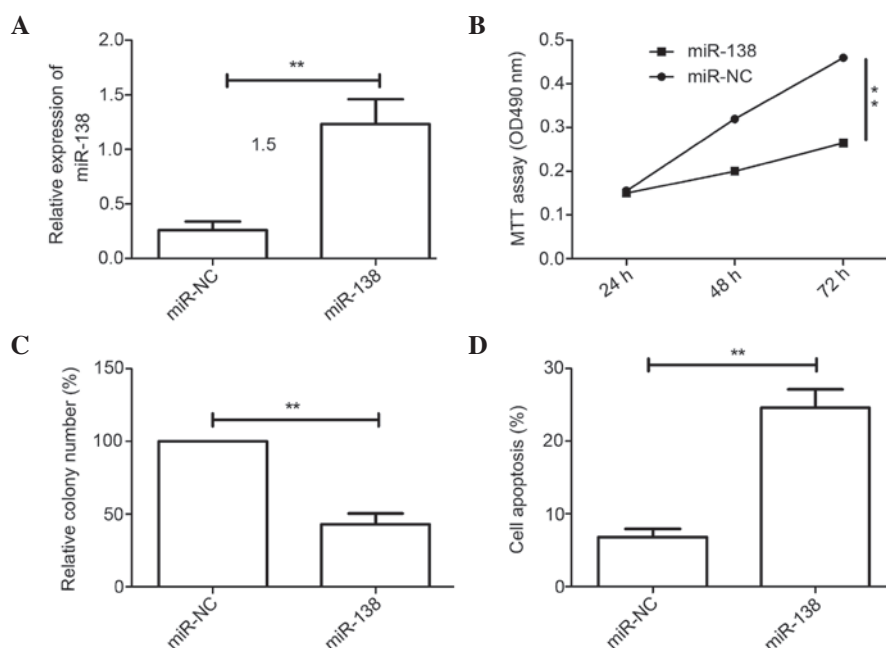 A
Relative expression of
miR-138
2.0
1.5
1.0
0.5
0.0
**
1.5
miR-NC
miR-138
B
MTT assay (OD490 nm)
0.5
0.4
0.3
0.2
0.1
0.0
miR-138
miR-NC
**
24 h
48 h
72 h
C
Relative colony number (%)
150
100
50
0
**
miR-NC
miR-138
D
Cell apoptosis (%)
30
20
10
0
**
miR-NC
miR-138